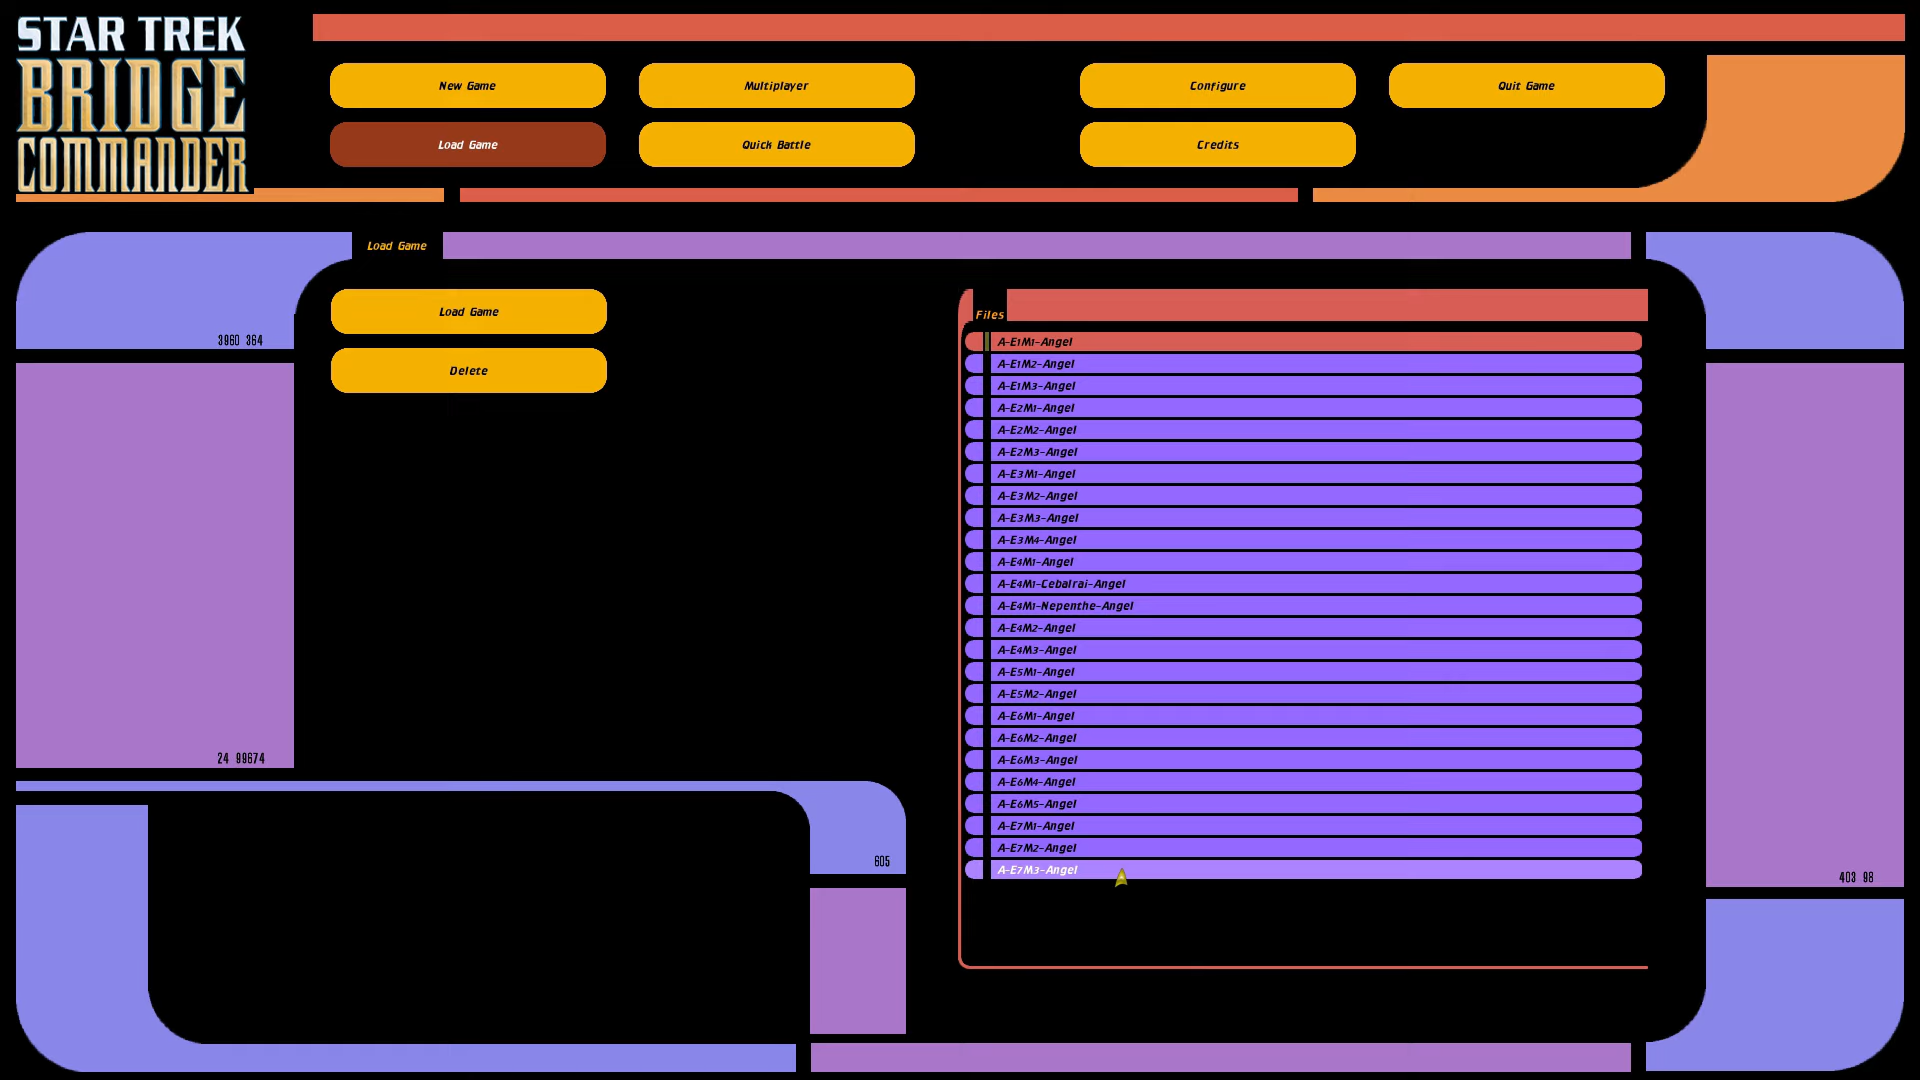 STAR TREK
BRIDGE
COMMANDER
New Game
Multiplayer
Configure
Quit Game
Load Game
Quick Battle
Credits
Load Game
Load Game
Delete
3960 364
24 99674
605
403 98
Files
A-E1M1-Angel
A-E1M2-Angel
A-E1M3-Angel
A-E2M1-Angel
A-E2M2-Angel
A-E2M3-Angel
A-E3M1-Angel
A-E3M2-Angel
A-E3M3-Angel
A-E3M4-Angel
A-E4M1-Angel
A-E4M1-Cebalrai-Angel
A-E4M1-Nepenthe-Angel
A-E4M2-Angel
A-E4M3-Angel
A-E5M1-Angel
A-E5M2-Angel
A-E6M1-Angel
A-E6M2-Angel
A-E6M3-Angel
A-E6M4-Angel
A-E6M5-Angel
A-E7M1-Angel
A-E7M2-Angel
A-E7M3-Angel